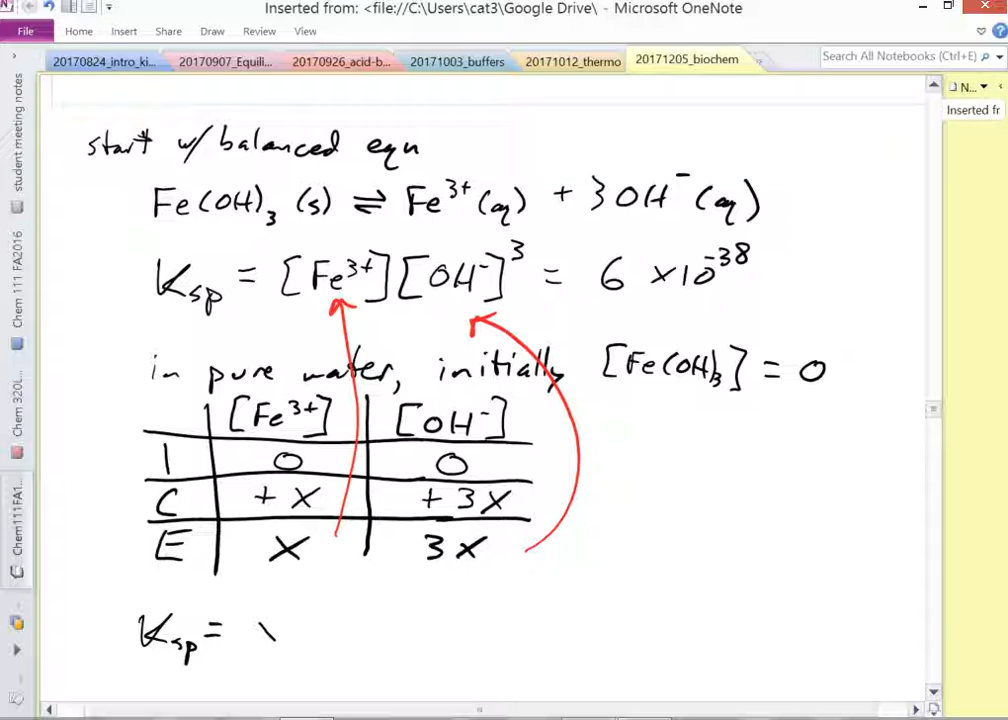 Inserted from: <file://C:\Users\cat3\Google Drive\ - Microsoft OneNote
File Home Insert Share Draw Review View
20170824_intro_ki... 20170907_Equili... 20170926_acid-b... 20171003_buffers 20171012_thermo 20171205_biochem Search All Notebooks (Ctrl+E)
N...
Inserted fr
student meeting notes
Chem 111 FA2016
Chem 320L
Chem111FA1
start w/ balanced eqn
Fe(OH)₃ (s) ⇌ Fe³⁺ (aq) + 3 OH⁻ (aq)
Ksp = [Fe³⁺][OH⁻]³ = 6 ×10⁻³⁸
in pure water, initially [Fe(OH)₃] = 0
[Fe³⁺] [OH⁻]
I 0 0
C + x + 3x
E x 3x
Ksp =